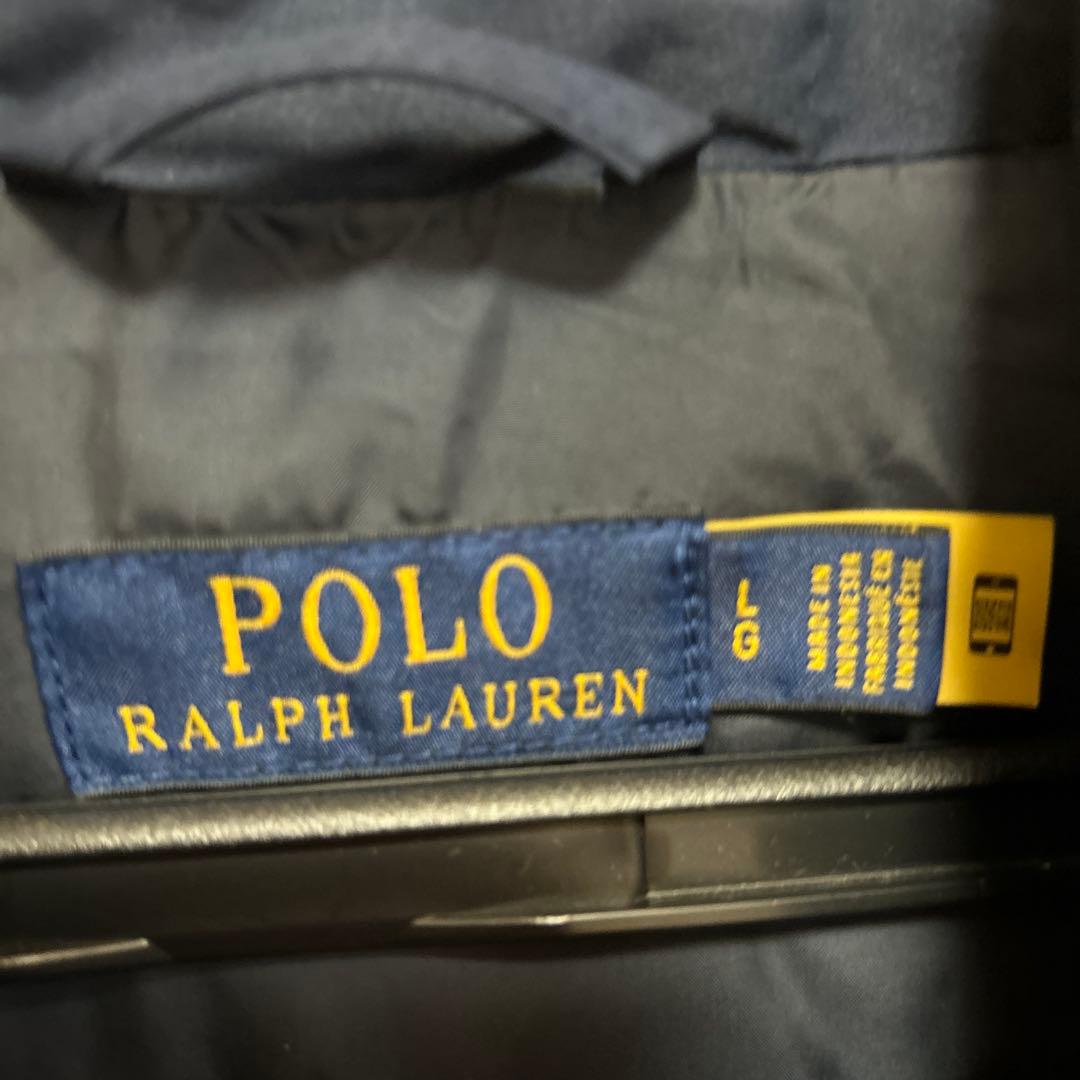 POLO
RALPH LAUREN
L
G
MADE IN
INDONESIA
FABRIQUÉ EN
INDONÉSIE